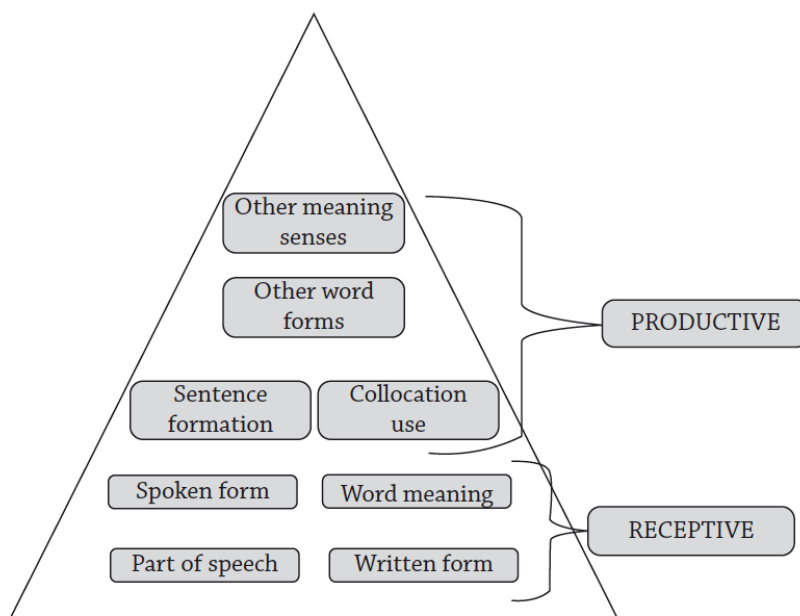 Other meaning
senses
Other word
forms
PRODUCTIVE
Sentence
formation
Collocation
use
Spoken form
Word meaning
RECEPTIVE
Part of speech
Written form